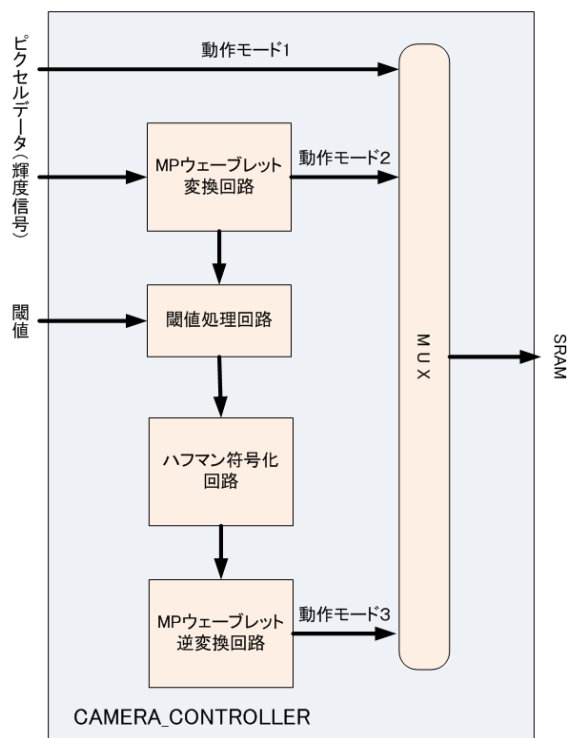 ピクセルデータ(輝度信号)
動作モード1
MPウェーブレット
変換回路
動作モード2
閾値
閾値処理回路
MUX
SRAM
ハフマン符号化
回路
MPウェーブレット
逆変換回路
動作モード3
CAMERA_CONTROLLER